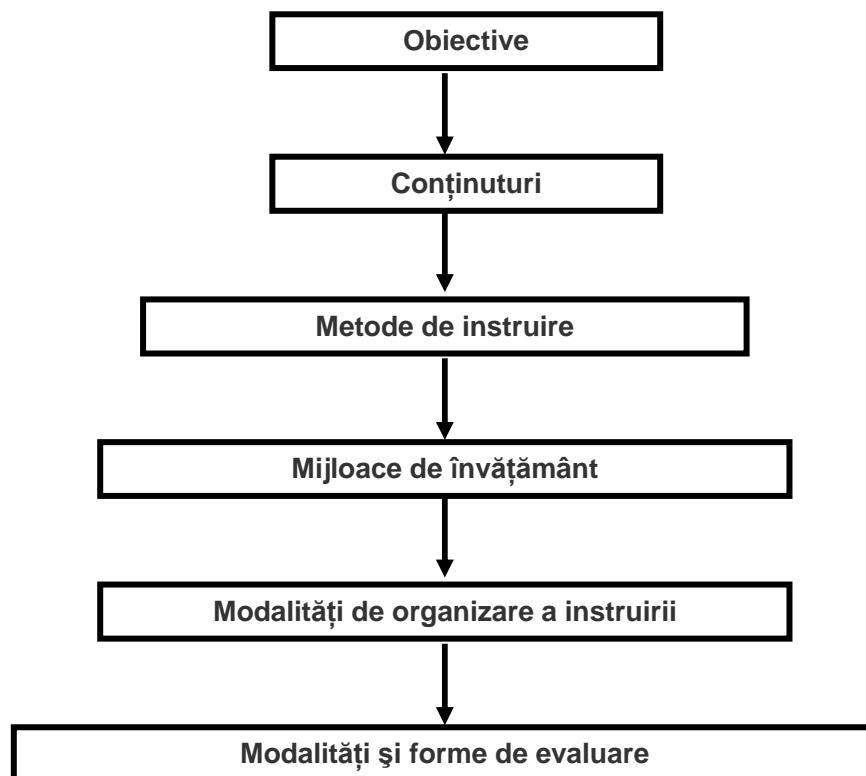 Obiective
Conținuturi
Metode de instruire
Mijloace de învățământ
Modalități de organizare a instruirii
Modalități şi forme de evaluare